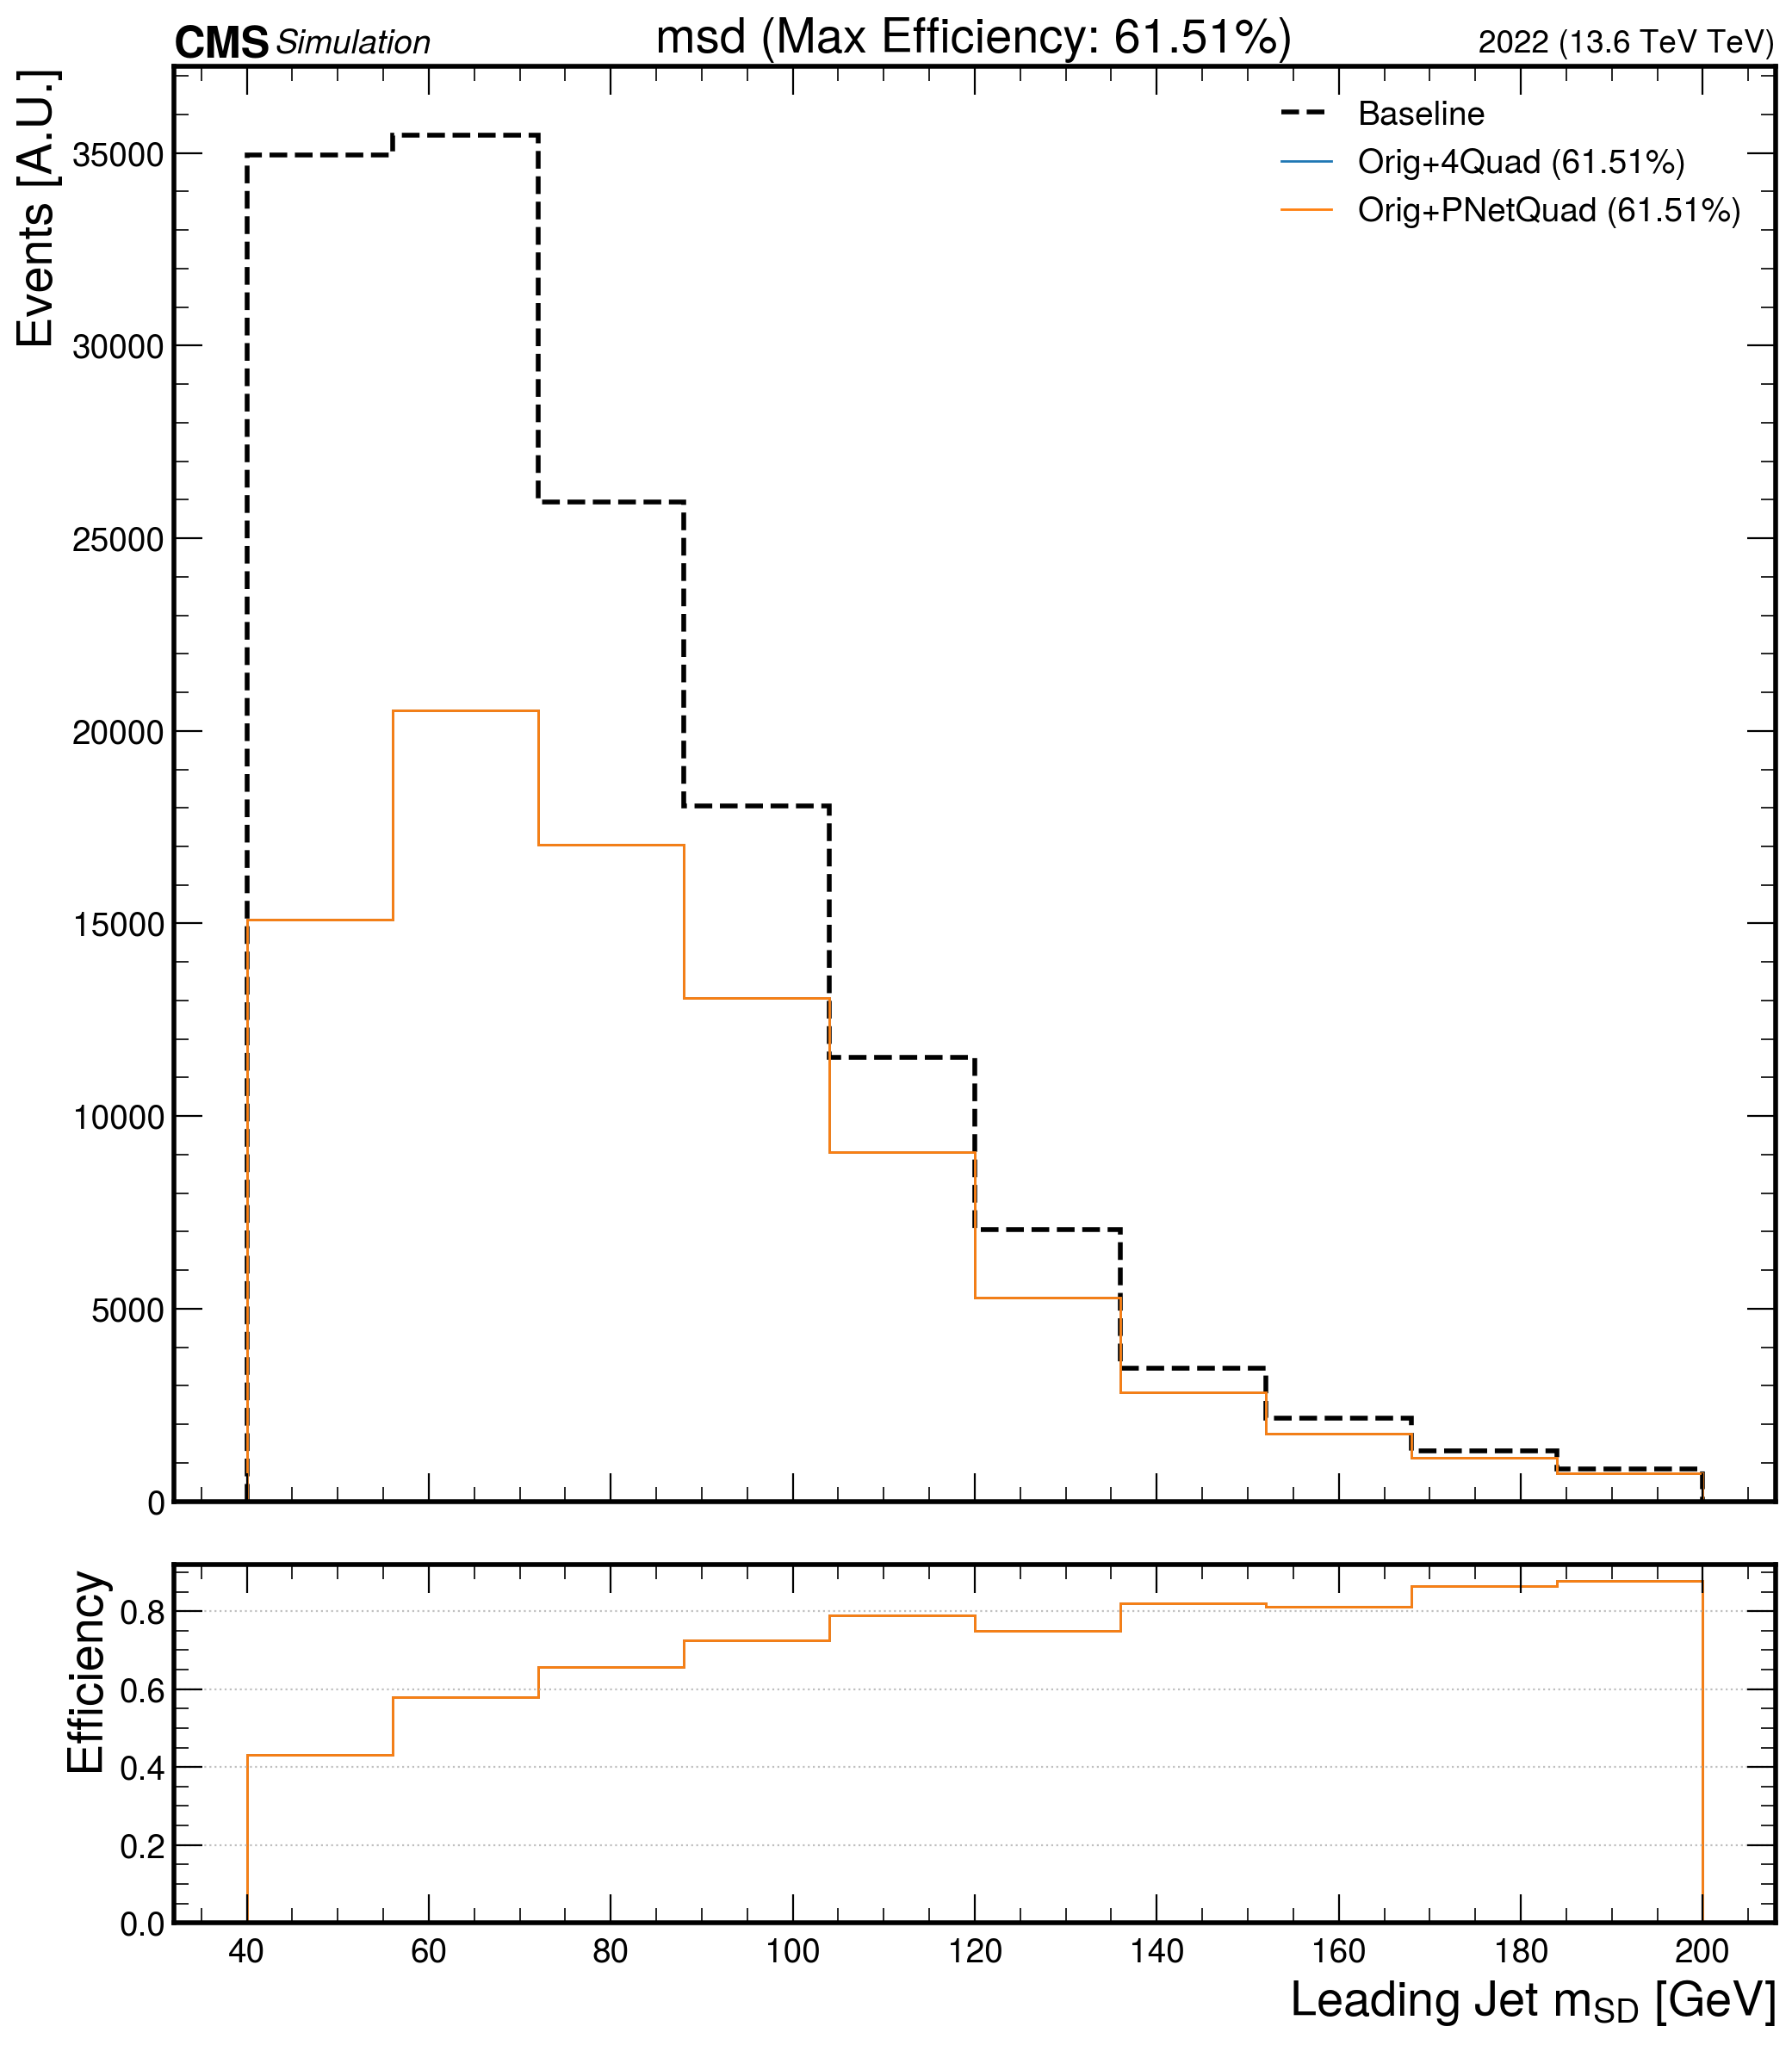 CMS Simulation msd (Max Efficiency: 61.51%) 2022 (13.6 TeV TeV)
Events [A.U.]
Baseline
Orig+4Quad (61.51%)
Orig+PNetQuad (61.51%)
35000
30000
25000
20000
15000
10000
5000
0
Efficiency
0.8
0.6
0.4
0.2
0.0
40 60 80 100 120 140 160 180 200
Leading Jet mSD [GeV]